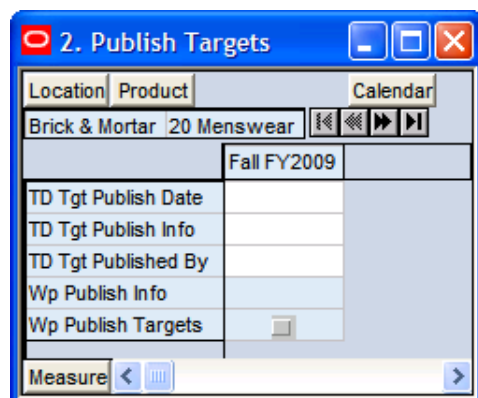 2. Publish Targets
Location Product Calendar
Brick & Mortar 20 Menswear
Fall FY2009
TD Tgt Publish Date
TD Tgt Publish Info
TD Tgt Published By
Wp Publish Info
Wp Publish Targets
Measure